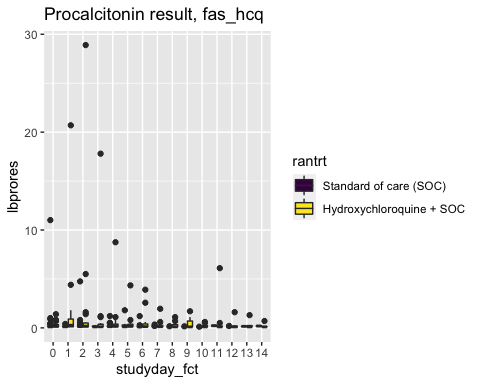 Procalcitonin result, fas_hcq
30
20
10
0
lbprores
0 1 2 3 4 5 6 7 8 9 10 11 12 13 14
studyday_fct
rantrt
Standard of care (SOC)
Hydroxychloroquine + SOC